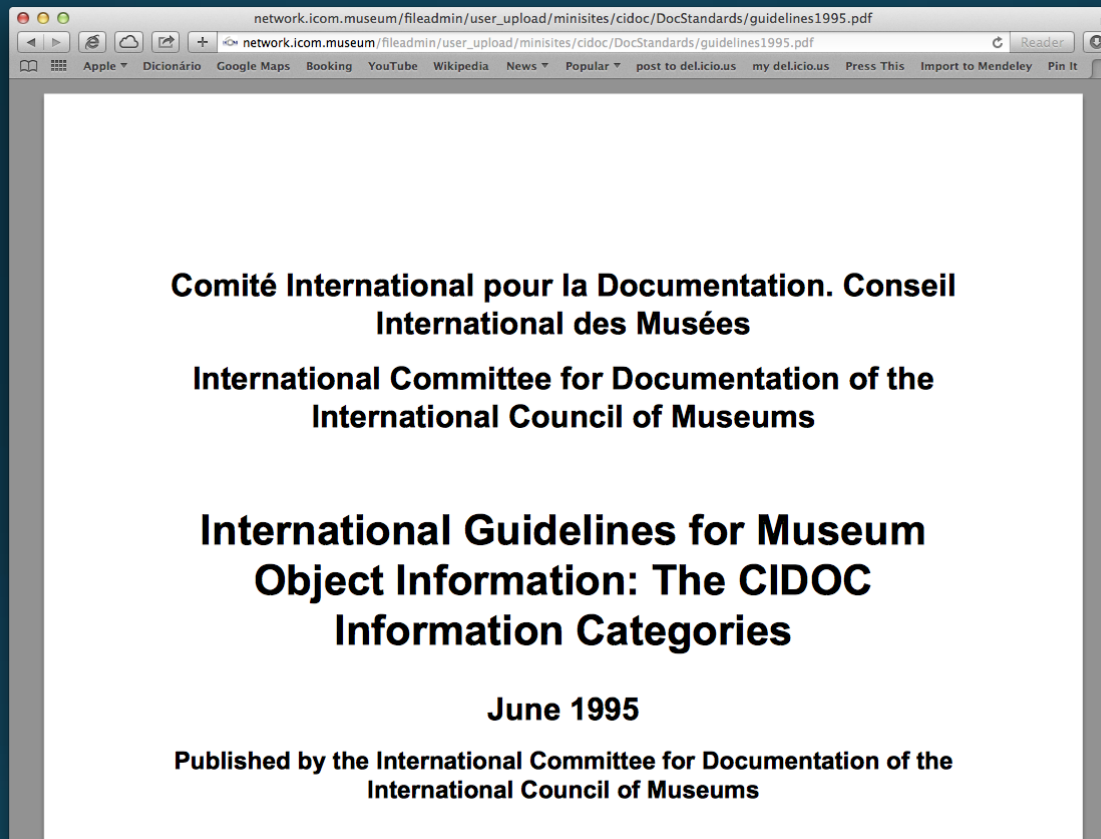 network.icom.museum/fileadmin/user_upload/minisites/cidoc/DocStandards/guidelines1995.pdf
network.icom.museum/fileadmin/user_upload/minisites/cidoc/DocStandards/guidelines1995.pdf Reader
Apple Dicionário Google Maps Booking YouTube Wikipedia News Popular post to del.icio.us my del.icio.us Press This Import to Mendeley Pin It
Comité International pour la Documentation. Conseil
International des Musées
International Committee for Documentation of the
International Council of Museums
International Guidelines for Museum
Object Information: The CIDOC
Information Categories
June 1995
Published by the International Committee for Documentation of the
International Council of Museums